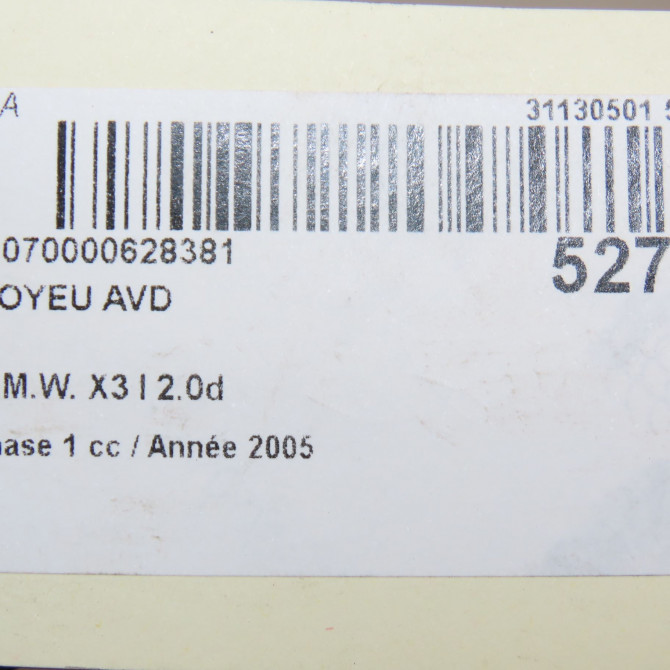 A 31130501 5
070000628381 527
OYEU AVD
M.W. X3 I 2.0d
hase 1 cc / Année 2005